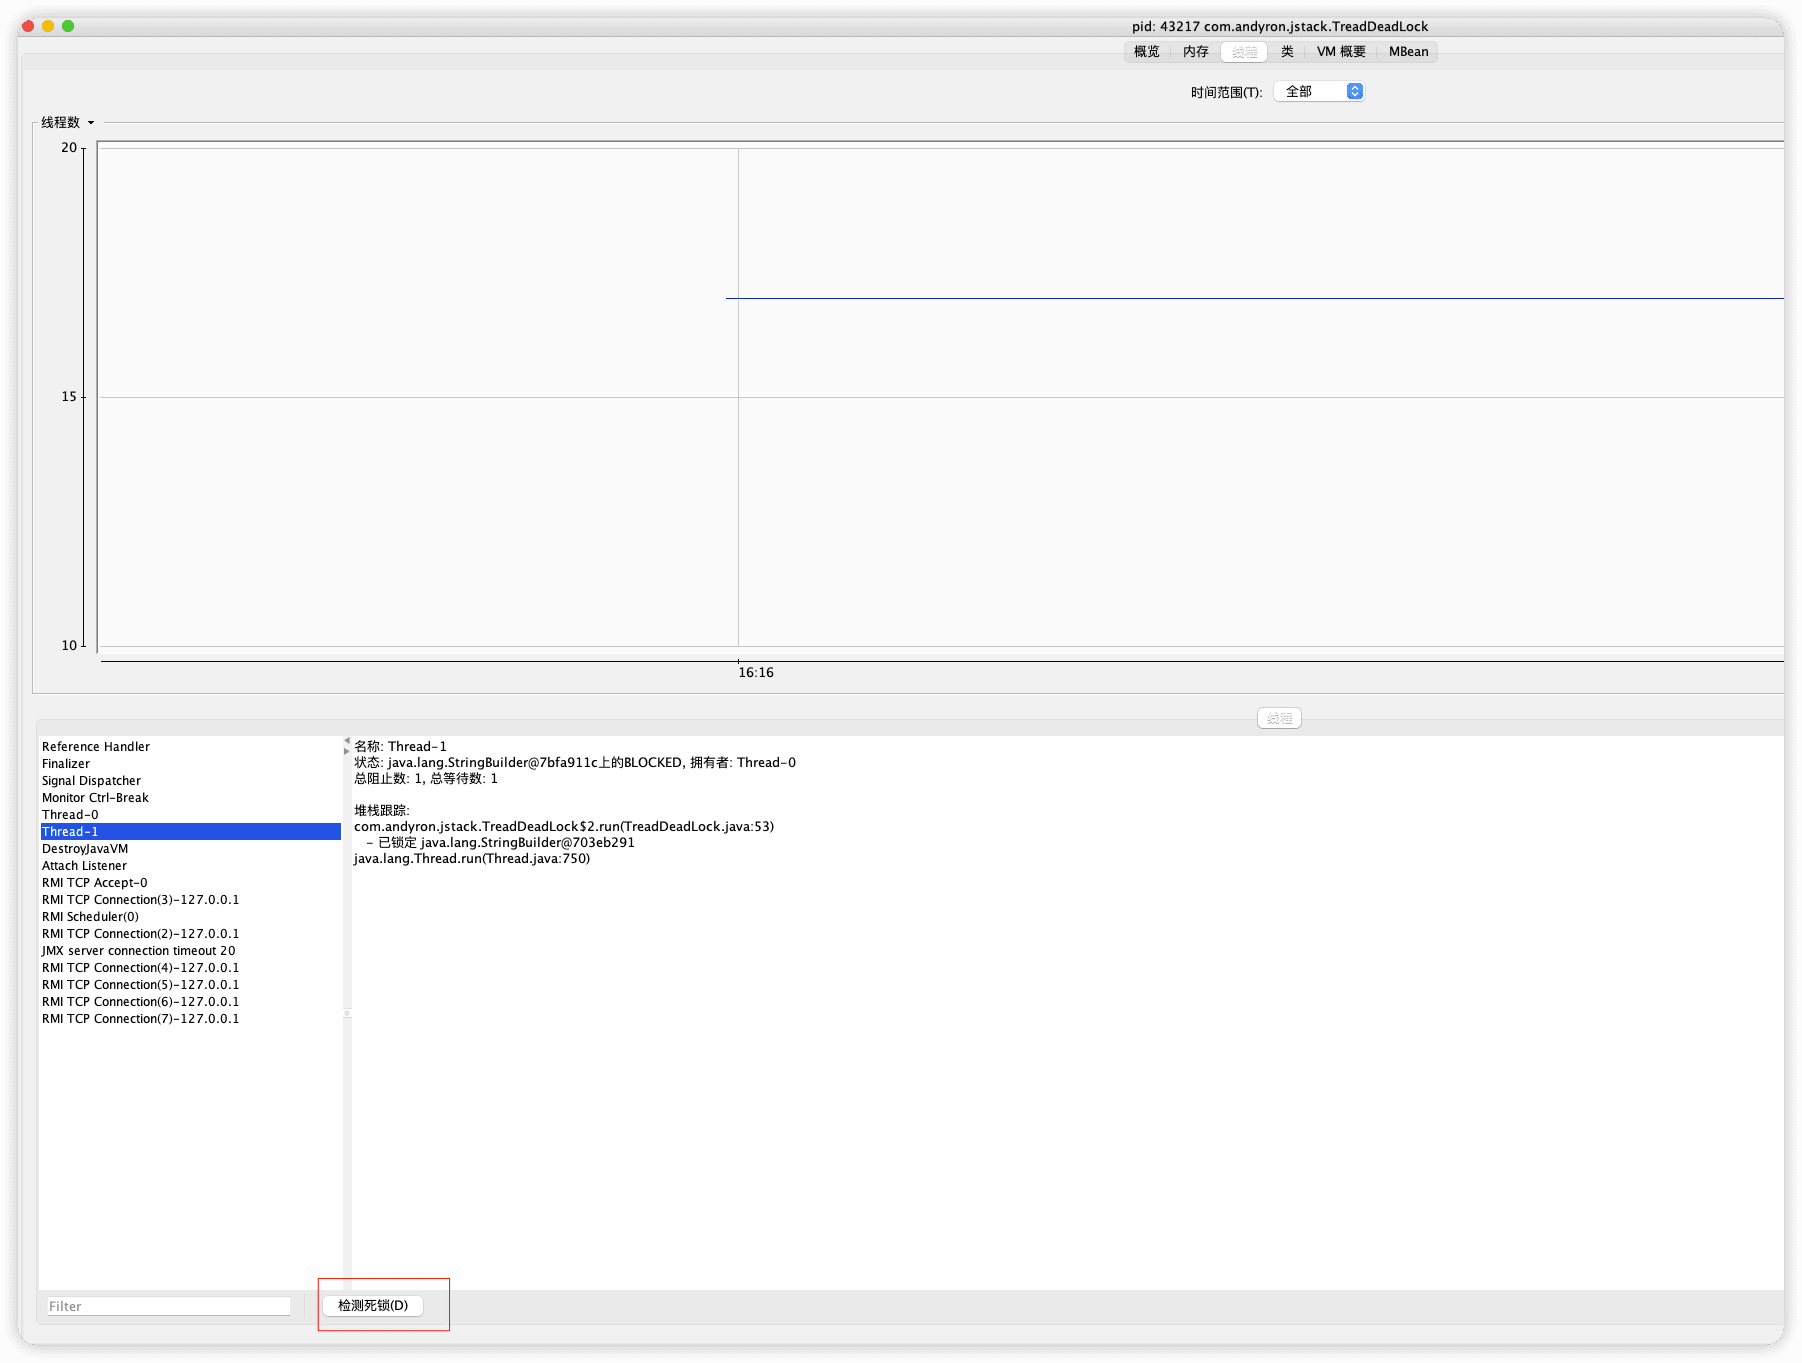 pid: 43217 com.andyron.jstack.TreadDeadLock
概览 内存 线程 类 VM 概要 MBean
时间范围(T): 全部
线程数
20
15
10
16:16
线程
Reference Handler
Finalizer
Signal Dispatcher
Monitor Ctrl-Break
Thread-0
Thread-1
DestroyJavaVM
Attach Listener
RMI TCP Accept-0
RMI TCP Connection(3)-127.0.0.1
RMI Scheduler(0)
RMI TCP Connection(2)-127.0.0.1
JMX server connection timeout 20
RMI TCP Connection(4)-127.0.0.1
RMI TCP Connection(5)-127.0.0.1
RMI TCP Connection(6)-127.0.0.1
RMI TCP Connection(7)-127.0.0.1
名称: Thread-1
状态: java.lang.StringBuilder@7bfa911c上的BLOCKED, 拥有者: Thread-0
总阻止数: 1, 总等待数: 1
堆栈跟踪:
com.andyron.jstack.TreadDeadLock$2.run(TreadDeadLock.java:53)
- 已锁定 java.lang.StringBuilder@703eb291
java.lang.Thread.run(Thread.java:750)
Filter
检测死锁(D)